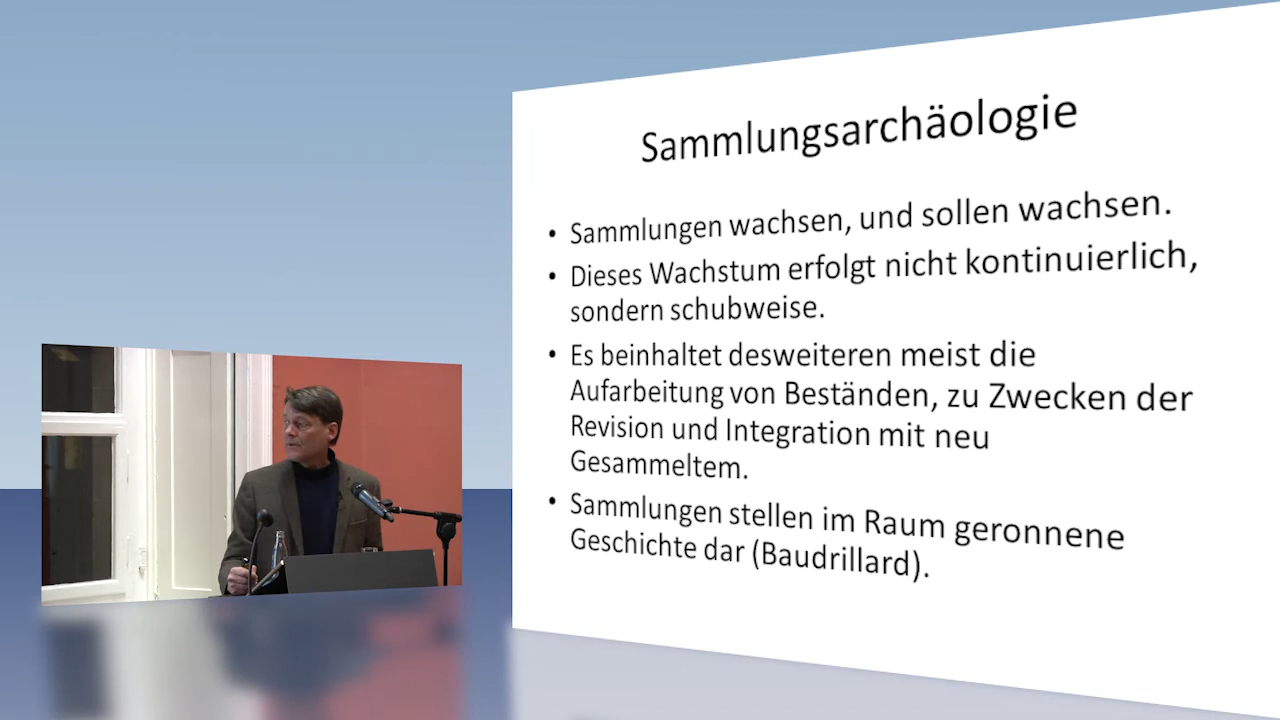 Sammlungsarchäologie
• Sammlungen wachsen, und sollen wachsen.
• Dieses Wachstum erfolgt nicht kontinuierlich,
sondern schubweise.
• Es beinhaltet desweiteren meist die
Aufarbeitung von Beständen, zu Zwecken der
Revision und Integration mit neu
Gesammeltem.
• Sammlungen stellen im Raum geronnene
Geschichte dar (Baudrillard).